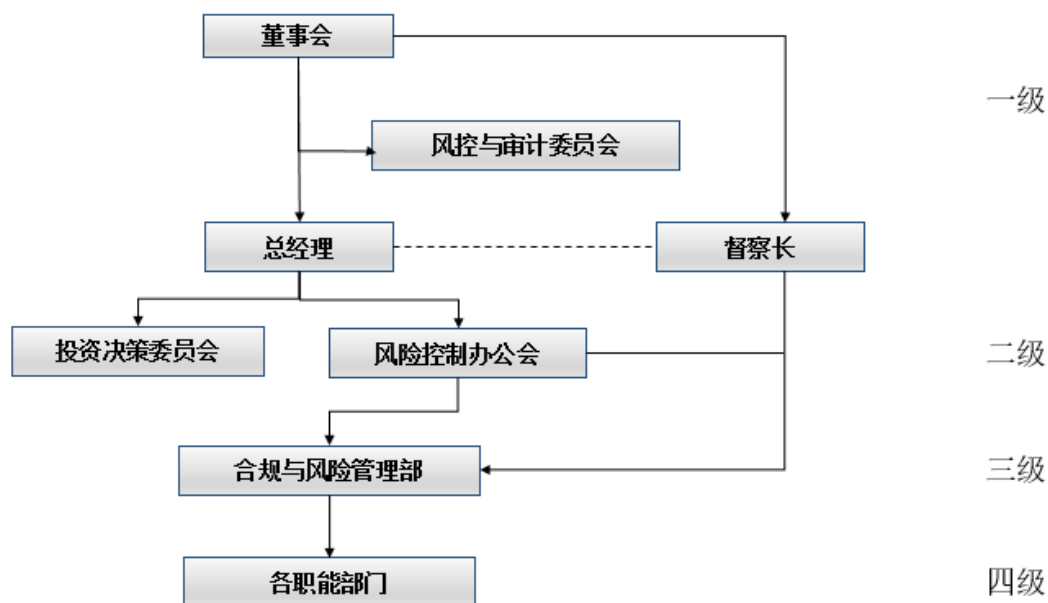 董事会
一级
风控与审计委员会
总经理
督察长
投资决策委员会
风险控制办公会
二级
合规与风险管理部
三级
各职能部门
四级